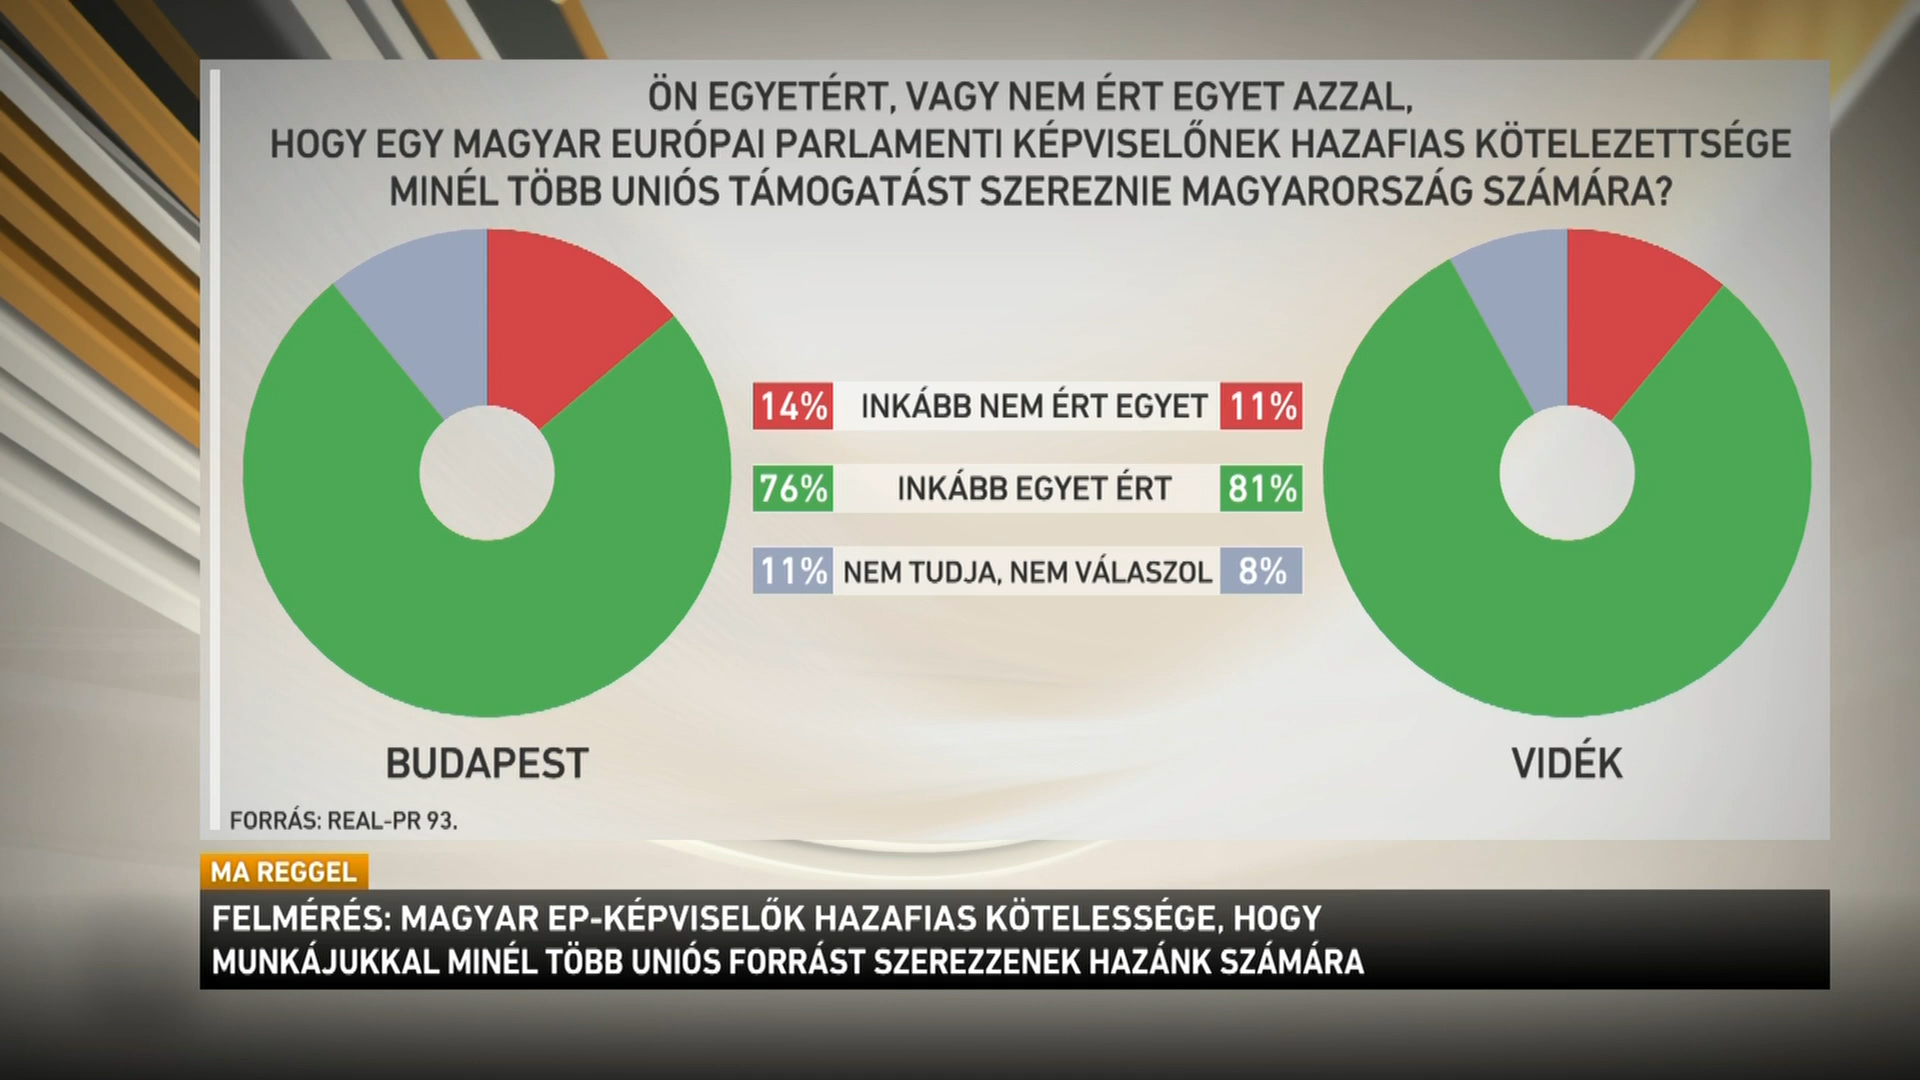 ÖN EGYETÉRT, VAGY NEM ÉRT EGYET AZZAL,
HOGY EGY MAGYAR EURÓPAI PARLAMENTI KÉPVISELŐNEK HAZAFIAS KÖTELEZETTSÉGE
MINÉL TÖBB UNIÓS TÁMOGATÁST SZEREZNIE MAGYARORSZÁG SZÁMÁRA?
14% INKÁBB NEM ÉRT EGYET 11%
76% INKÁBB EGYET ÉRT 81%
11% NEM TUDJA, NEM VÁLASZOL 8%
BUDAPEST
VIDÉK
FORRÁS: REAL-PR 93.
MA REGGEL
FELMÉRÉS: MAGYAR EP-KÉPVISELŐK HAZAFIAS KÖTELESSÉGE, HOGY
MUNKÁJUKKAL MINÉL TÖBB UNIÓS FORRÁST SZEREZZENEK HAZÁNK SZÁMÁRA